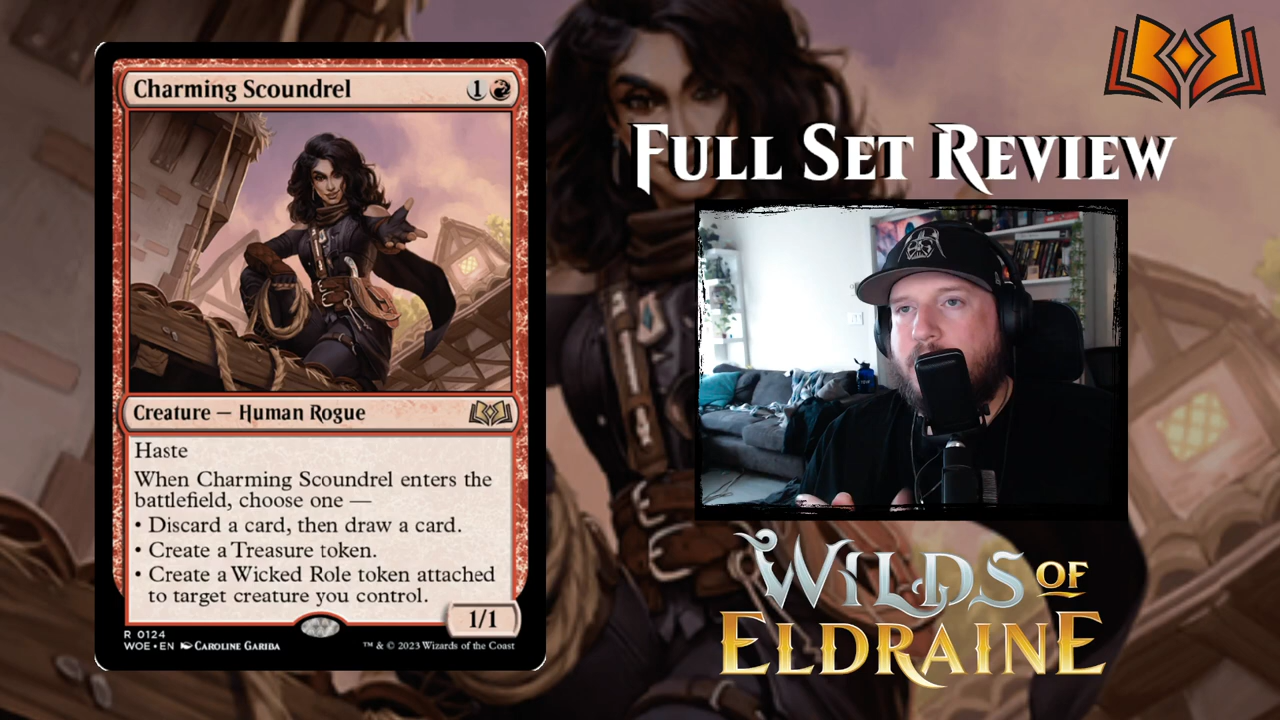 Charming Scoundrel 1
Creature — Human Rogue
Haste
When Charming Scoundrel enters the
battlefield, choose one —
• Discard a card, then draw a card.
• Create a Treasure token.
• Create a Wicked Role token attached
to target creature you control.
1/1
R 0124
WOE • EN CAROLINE GARIBA
™ & © 2023 Wizards of the Coast
FULL SET REVIEW
WILDS OF
ELDRAINE